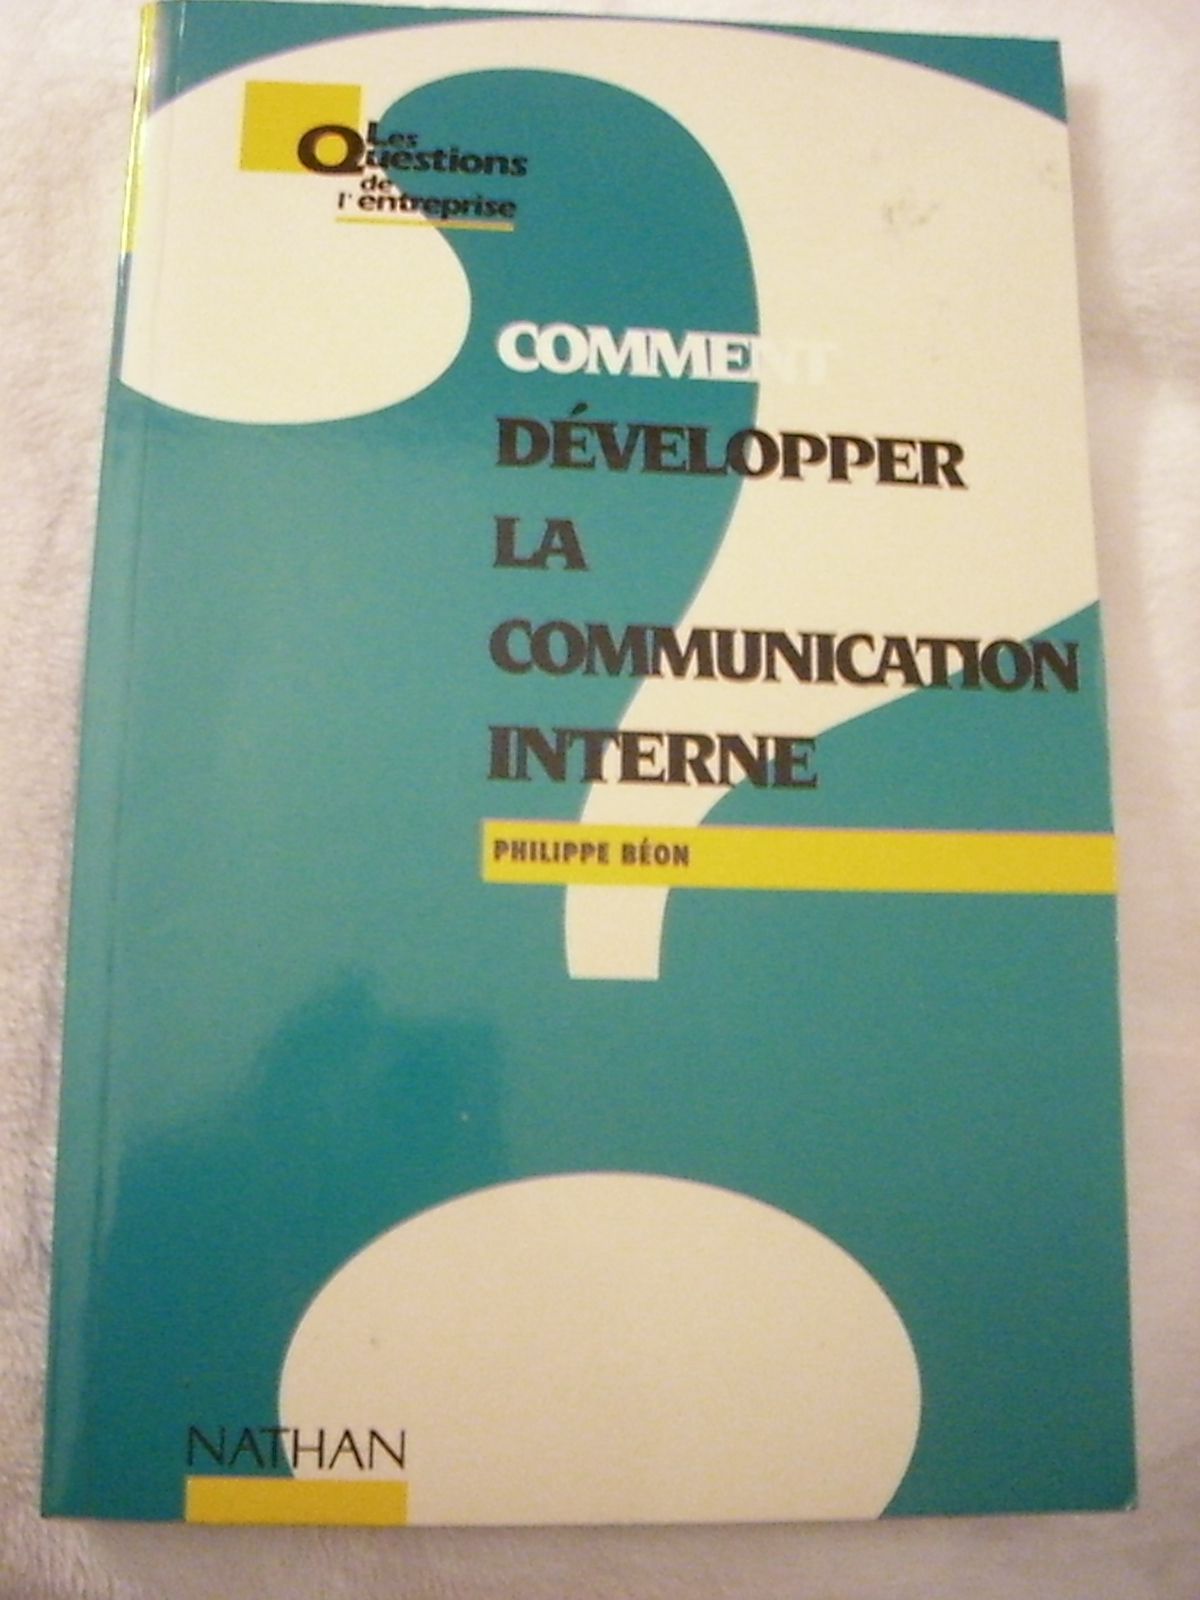 Les
Questions
de
l'entreprise
COMMENT
DÉVELOPPER
LA
COMMUNICATION
INTERNE
PHILIPPE BÉON
NATHAN